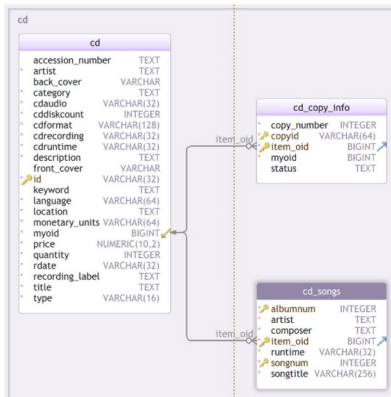 cd
cd
accession_number TEXT
artist TEXT
back_cover VARCHAR
category TEXT
cdaudio VARCHAR(32)
cddiskcount INTEGER
cdformat VARCHAR(128)
cdrecording VARCHAR(32)
cdruntime VARCHAR(32)
description TEXT
front_cover VARCHAR
id VARCHAR(32)
keyword TEXT
language VARCHAR(64)
location TEXT
monetary_units VARCHAR(64)
myoid BIGINT
price NUMERIC(10,2)
quantity INTEGER
rdate VARCHAR(32)
recording_label TEXT
title TEXT
type VARCHAR(16)
item_oid
cd_copy_info
copy_number INTEGER
copyid VARCHAR(64)
item_oid BIGINT
myoid BIGINT
status TEXT
item_oid
cd_songs
albumnum INTEGER
artist TEXT
composer TEXT
item_oid BIGINT
runtime VARCHAR(32)
songnum INTEGER
songtitle VARCHAR(256)